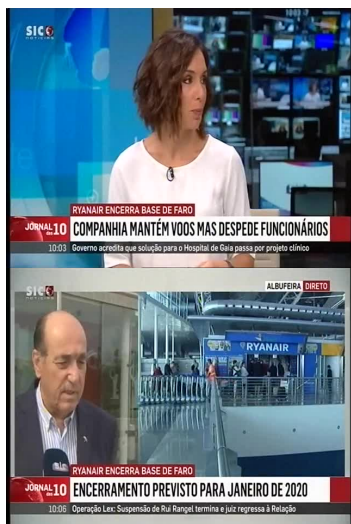 SIC
notícias
RYANAIR ENCERRA BASE DE FARO
JORNAL das 10
COMPANHIA MANTÉM VOOS MAS DESPEDE FUNCIONÁRIOS
10:03 Governo acredita que solução para o Hospital de Gaia passa por projeto clínico
SIC
notícias
ALBUFEIRA DIRETO
RYANAIR
RYANAIR ENCERRA BASE DE FARO
JORNAL das 10
ENCERRAMENTO PREVISTO PARA JANEIRO DE 2020
10:06 Operação Lex: Suspensão de Rui Rangel termina e juiz regressa à Relação